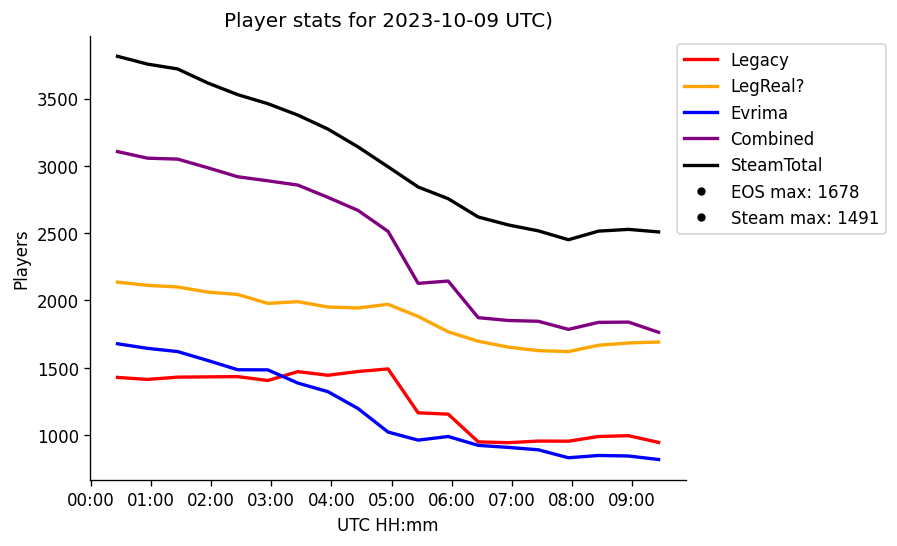 Player stats for 2023-10-09 UTC)
Players
3500
3000
2500
2000
1500
1000
00:00 01:00 02:00 03:00 04:00 05:00 06:00 07:00 08:00 09:00
UTC HH:mm
Legacy
LegReal?
Evrima
Combined
SteamTotal
EOS max: 1678
Steam max: 1491